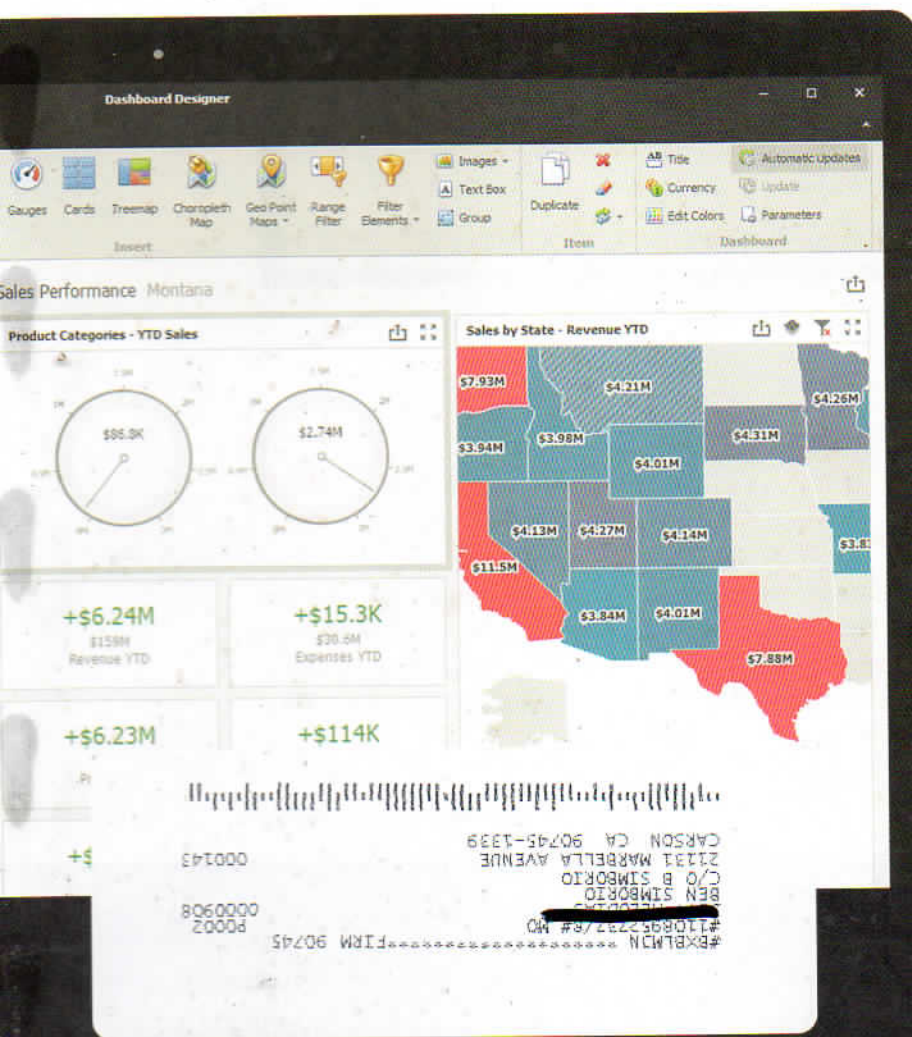 Dashboard Designer
Gauges
Cards
Treemap
Choropleth Map
Geo Point Maps
Range Filter
Filter Elements
Images
Text Box
Group
Duplicate
Title
Currency
Edit Colors
Automatic Updates
Update
Parameters
Insert
Item
Dashboard
Sales Performance Montana
Product Categories - YTD Sales
$86.8K
$2.74M
Sales by State - Revenue YTD
$7.93M
$4.21M
$4.26M
$3.94M
$3.98M
$4.31M
$4.01M
$4.13M
$4.27M
$4.14M
$11.5M
$3.84M
$4.01M
$7.88M
+$6.24M
$159M
Revenue YTD
+$15.3K
$30.6M
Expenses YTD
+$6.23M
+$114K
+$
#BXBLMJN ********************FIRM 90745
#1108952737/8# MO P0002
0000908
BEN SIMBORIO
C/O B SIMBORIO
21131 MARBELLA AVENUE 000143
CARSON CA 90745-1339